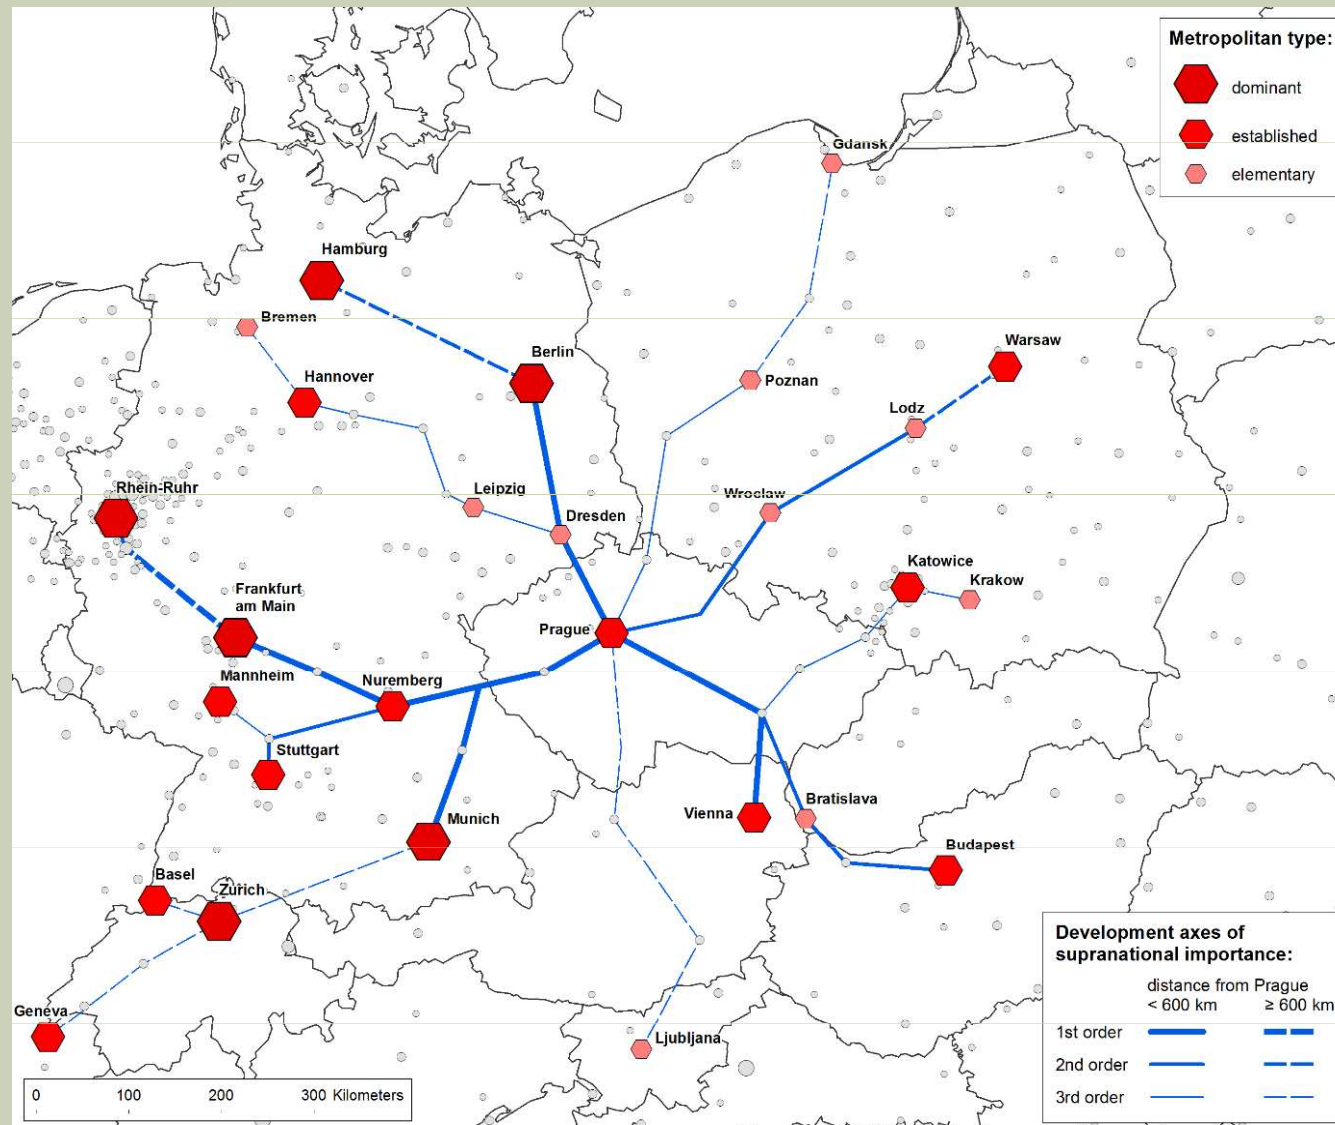 Metropolitan type:
dominant
established
elementary
Gdansk
Hamburg
Bremen
Berlin
Warsaw
Hannover
Poznan
Lodz
Rhein-Ruhr
Leipzig
Wroclaw
Dresden
Katowice
Krakow
Frankfurt
am Main
Prague
Mannheim
Nuremberg
Stuttgart
Munich
Vienna
Bratislava
Budapest
Basel
Zurich
Geneva
Ljubljana
Development axes of
supranational importance:
distance from Prague
< 600 km ≥ 600 km
1st order
2nd order
3rd order
0 100 200 300 Kilometers